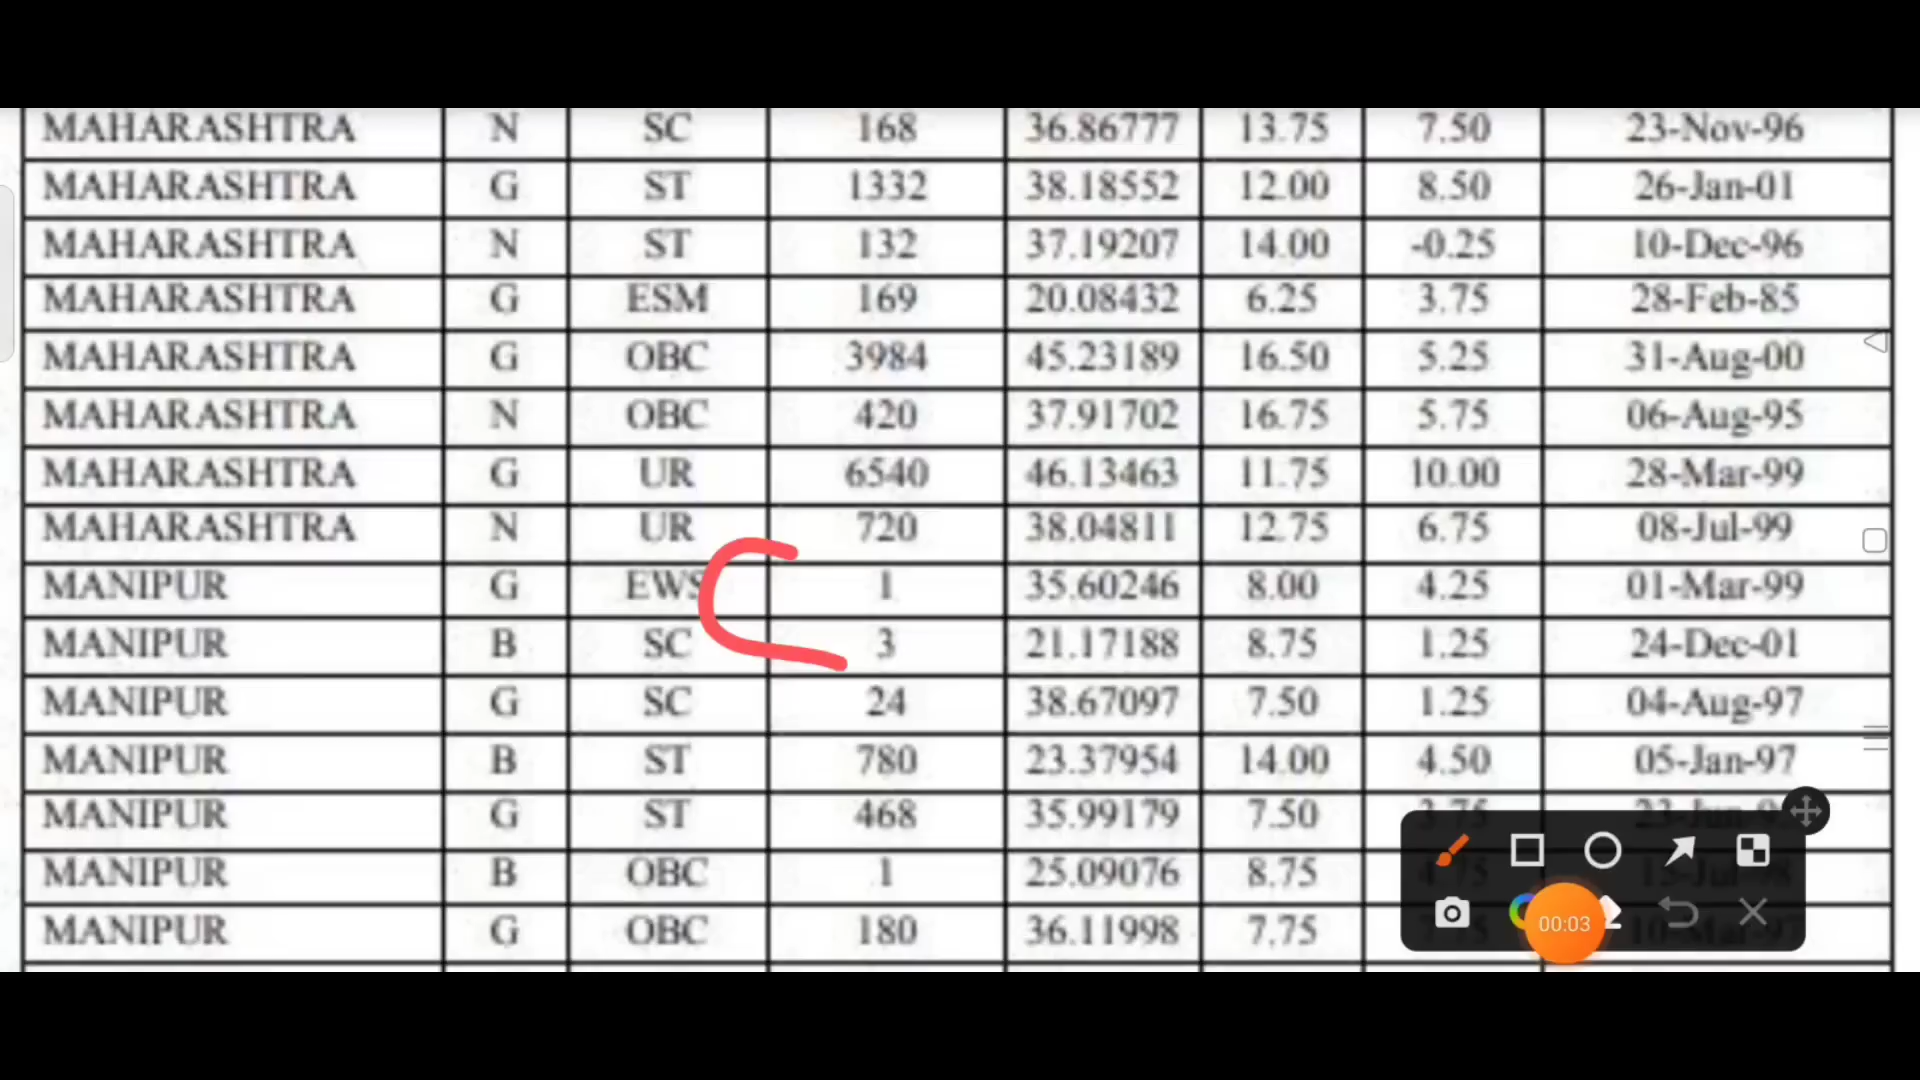 MAHARASHTRA N SC 168 36.86777 13.75 7.50 23-Nov-96
MAHARASHTRA G ST 1332 38.18552 12.00 8.50 26-Jan-01
MAHARASHTRA N ST 132 37.19207 14.00 -0.25 10-Dec-96
MAHARASHTRA G ESM 169 20.08432 6.25 3.75 28-Feb-85
MAHARASHTRA G OBC 3984 45.23189 16.50 5.25 31-Aug-00
MAHARASHTRA N OBC 420 37.91702 16.75 5.75 06-Aug-95
MAHARASHTRA G UR 6540 46.13463 11.75 10.00 28-Mar-99
MAHARASHTRA N UR 720 38.04811 12.75 6.75 08-Jul-99
MANIPUR G EWS 1 35.60246 8.00 4.25 01-Mar-99
MANIPUR B SC 3 21.17188 8.75 1.25 24-Dec-01
MANIPUR G SC 24 38.67097 7.50 1.25 04-Aug-97
MANIPUR B ST 780 23.37954 14.00 4.50 05-Jan-97
MANIPUR G ST 468 35.99179 7.50 3.75
MANIPUR B OBC 1 25.09076 8.75 4.75
MANIPUR G OBC 180 36.11998 7.75
00:03